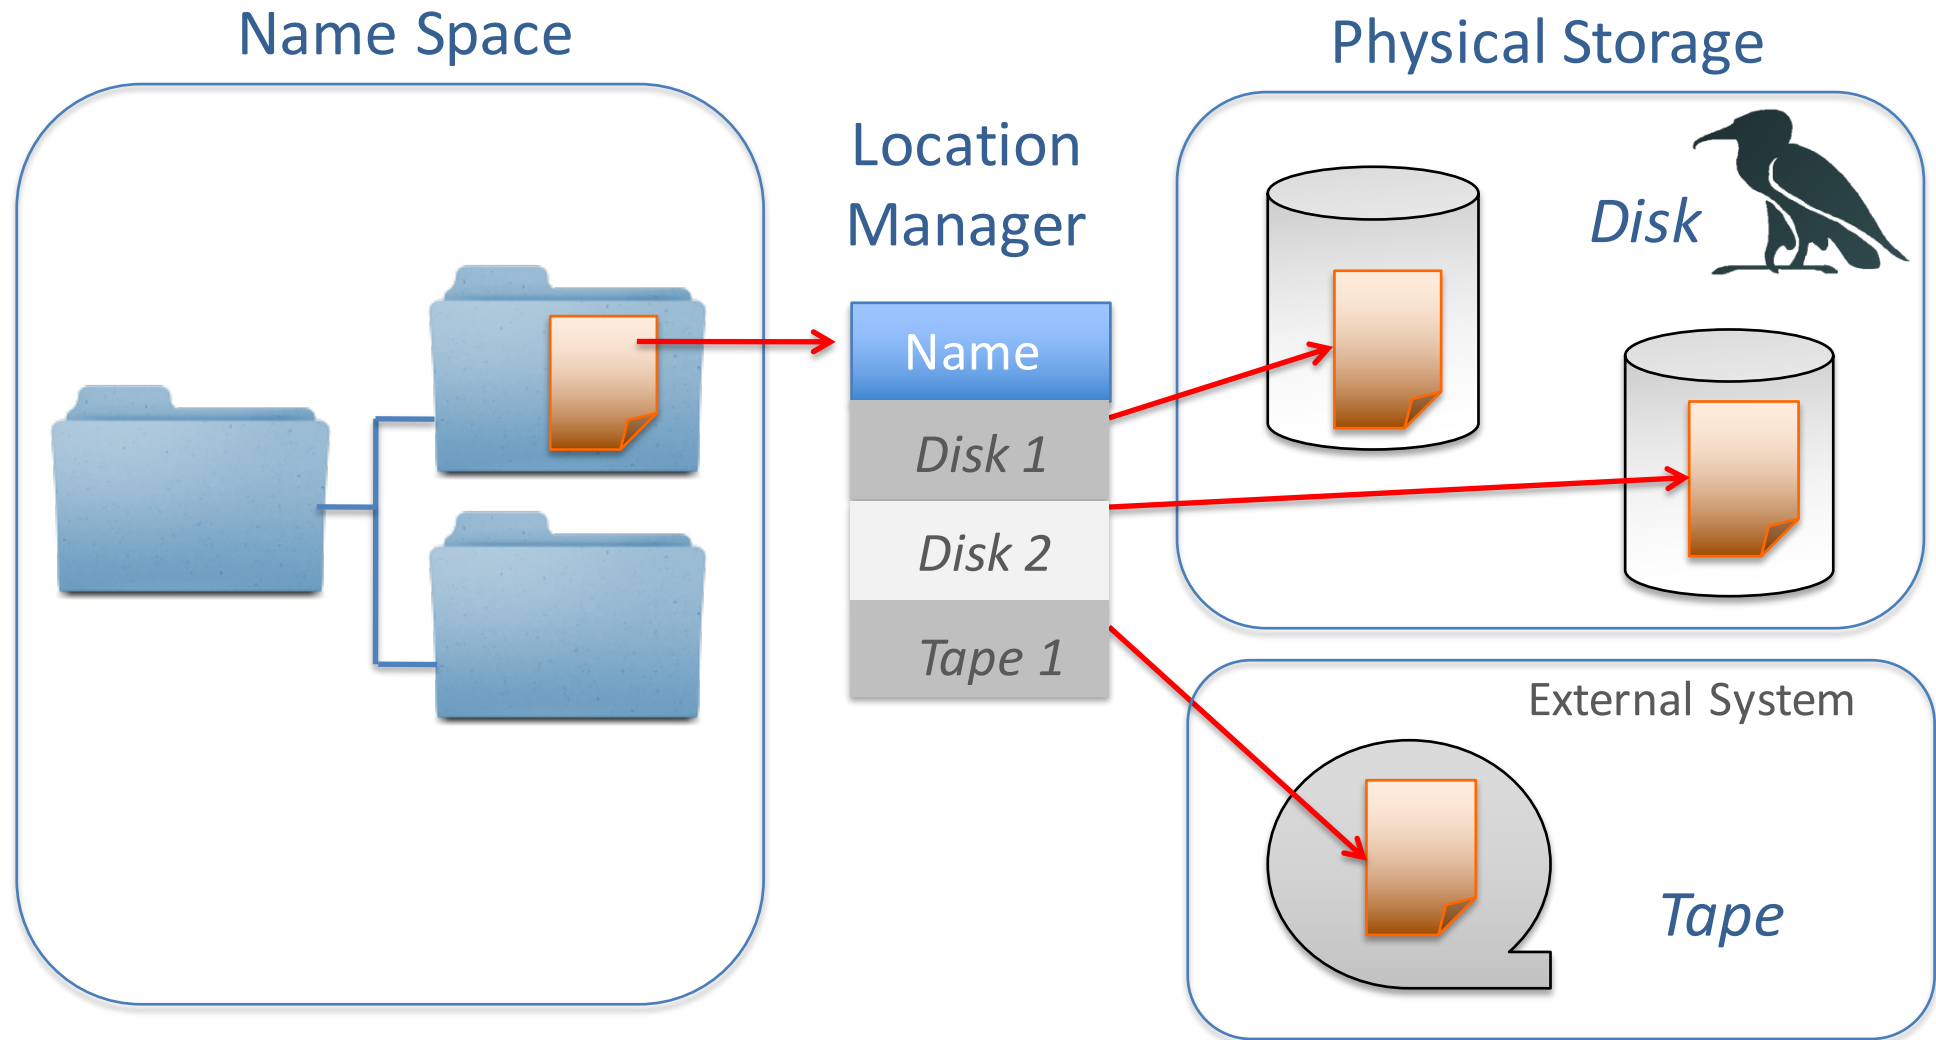 Name Space
Location
Manager
Name
Disk 1
Disk 2
Tape 1
Physical Storage
Disk
External System
Tape